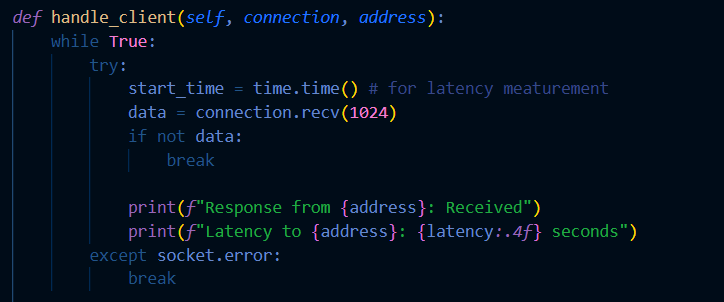 def handle_client(self, connection, address):
    while True:
        try:
            start_time = time.time() # for latency meaturement
            data = connection.recv(1024)
            if not data:
                break

            print(f"Response from {address}: Received")
            print(f"Latency to {address}: {latency:.4f} seconds")
        except socket.error:
            break